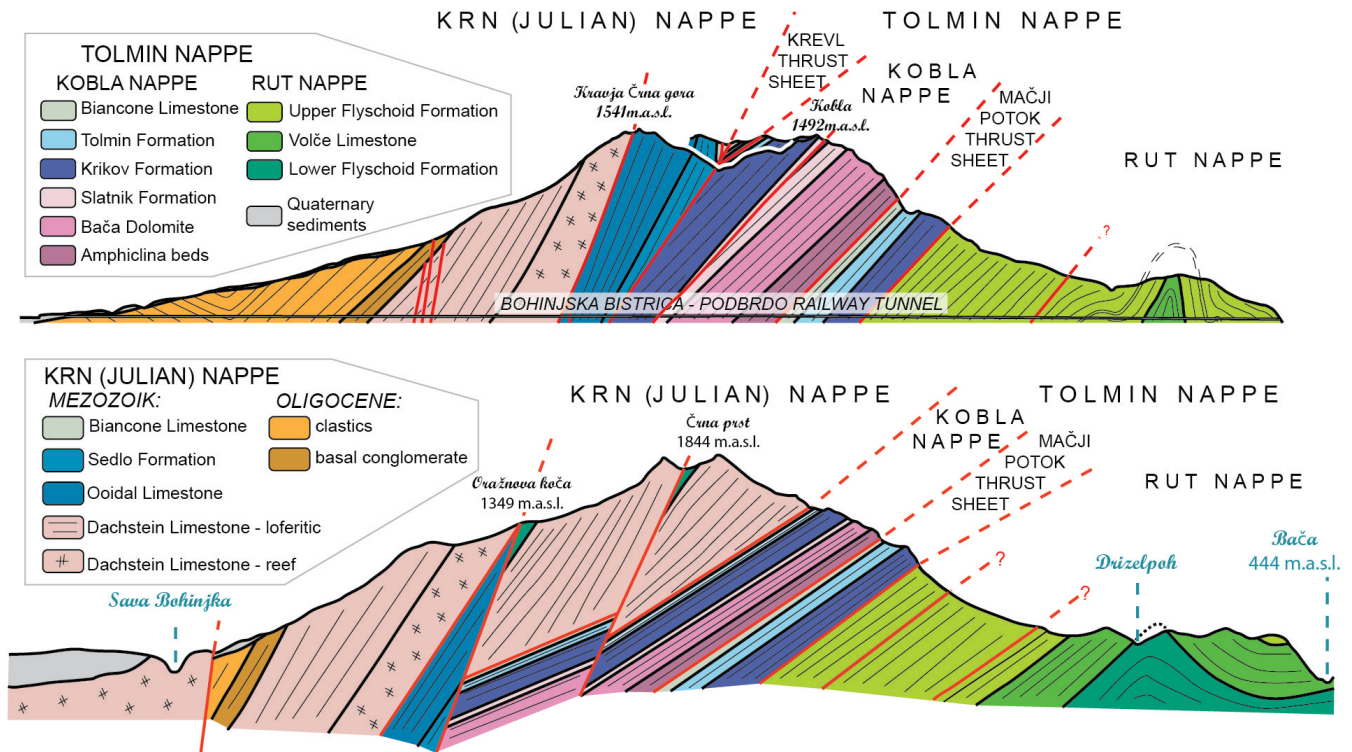 KRN (JULIAN) NAPPE
TOLMIN NAPPE
TOLMIN NAPPE
KOBLA NAPPE
Biancone Limestone
Tolmin Formation
Krikov Formation
Slatnik Formation
Bača Dolomite
Amphiclina beds
RUT NAPPE
Upper Flyschoid Formation
Volče Limestone
Lower Flyschoid Formation
Quaternary
sediments
KREVL
THRUST
SHEET
KOBLA
NAPPE
MAČJI
POTOK
THRUST
SHEET
RUT NAPPE
Kravja Črna gora
1541m.a.s.l.
Kobla
1492m.a.s.l.
?
BOHINJSKA BISTRICA - PODBRDO RAILWAY TUNNEL
KRN (JULIAN) NAPPE
MEZOZOIK:
Biancone Limestone
Sedlo Formation
Ooidal Limestone
Dachstein Limestone - loferitic
Dachstein Limestone - reef
OLIGOCENE:
clastics
basal conglomerate
KRN (JULIAN) NAPPE
TOLMIN NAPPE
KOBLA
NAPPE
MAČJI
POTOK
THRUST
SHEET
RUT NAPPE
Črna prst
1844 m.a.s.l.
Oražnova koča
1349 m.a.s.l.
Sava Bohinjka
Drizelpoh
Bača
444 m.a.s.l.
?
?